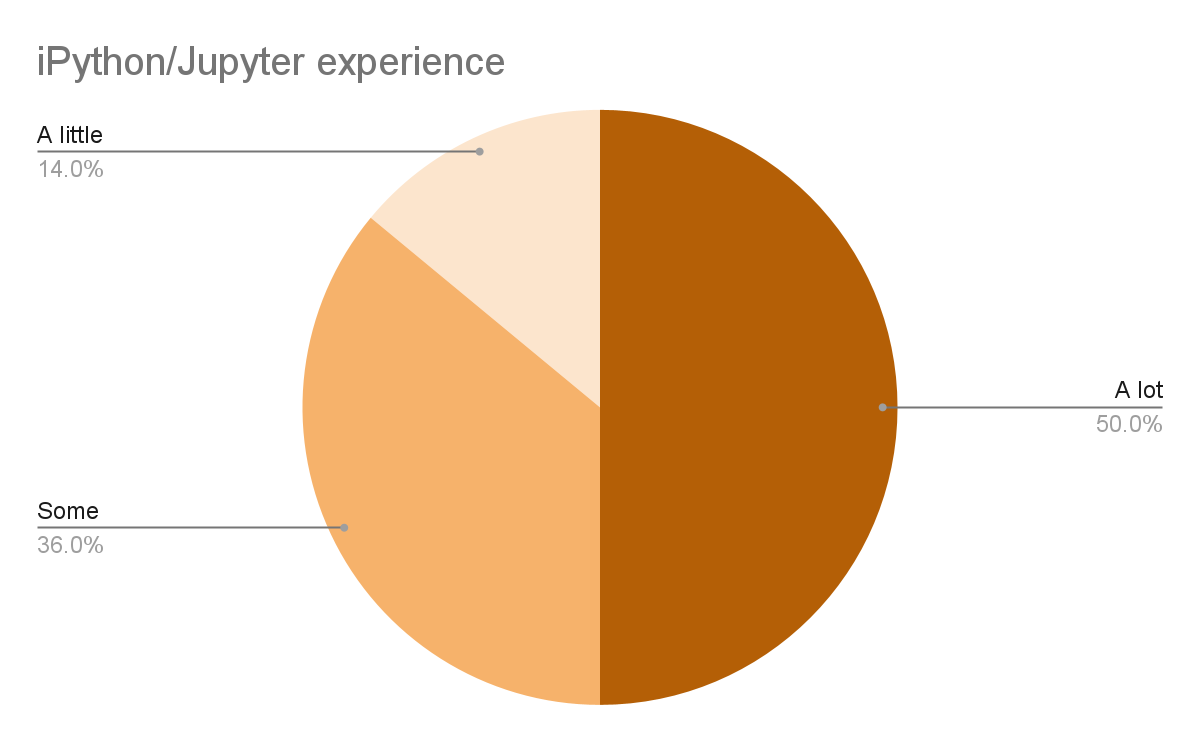 iPython/Jupyter experience
A little
14.0%
A lot
50.0%
Some
36.0%